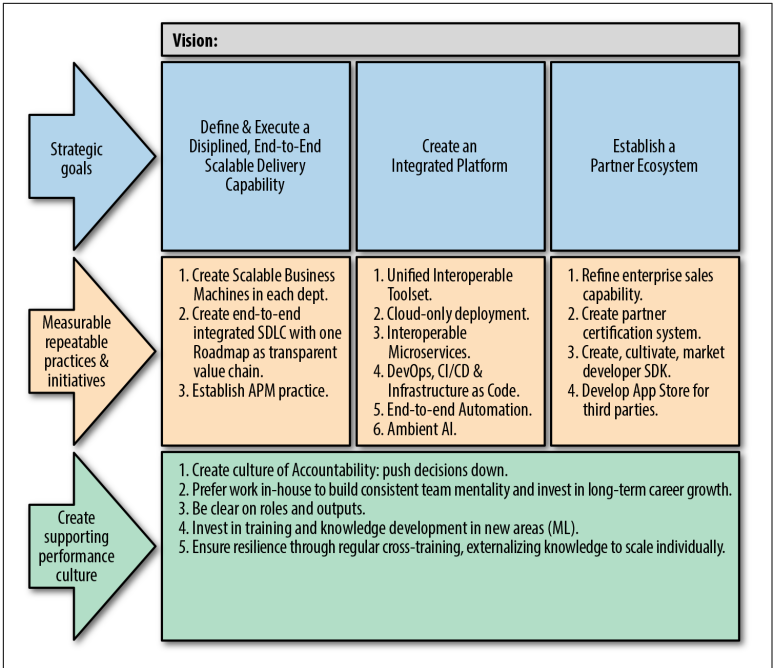 Vision:
Strategic
goals
Define & Execute a
Disiplined, End-to-End
Scalable Delivery
Capability
Create an
Integrated Platform
Establish a
Partner Ecosystem
Measurable
repeatable
practices &
initiatives
1. Create Scalable Business
Machines in each dept.
2. Create end-to-end
integrated SDLC with one
Roadmap as transparent
value chain.
3. Establish APM practice.
1. Unified Interoperable
Toolset.
2. Cloud-only deployment.
3. Interoperable
Microservices.
4. DevOps, CI/CD &
Infrastructure as Code.
5. End-to-end Automation.
6. Ambient AI.
1. Refine enterprise sales
capability.
2. Create partner
certification system.
3. Create, cultivate, market
developer SDK.
4. Develop App Store for
third parties.
Create
supporting
performance
culture
1. Create culture of Accountability: push decisions down.
2. Prefer work in-house to build consistent team mentality and invest in long-term career growth.
3. Be clear on roles and outputs.
4. Invest in training and knowledge development in new areas (ML).
5. Ensure resilience through regular cross-training, externalizing knowledge to scale individually.